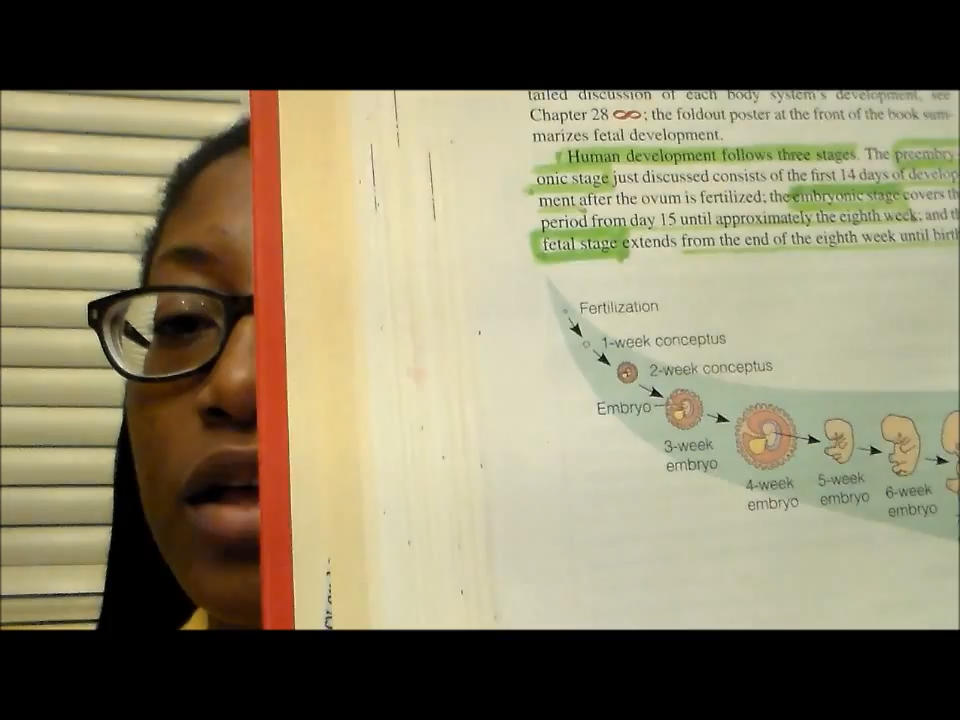 tailed discussion of each body system's development, see
Chapter 28 ∞; the foldout poster at the front of the book sum-
marizes fetal development.
Human development follows three stages. The preembry-
onic stage just discussed consists of the first 14 days of develop
ment after the ovum is fertilized; the embryonic stage covers th
period from day 15 until approximately the eighth week; and th
fetal stage extends from the end of the eighth week until birth
Fertilization
1-week conceptus
2-week conceptus
Embryo
3-week
embryo
4-week
embryo
5-week
embryo
6-week
embryo